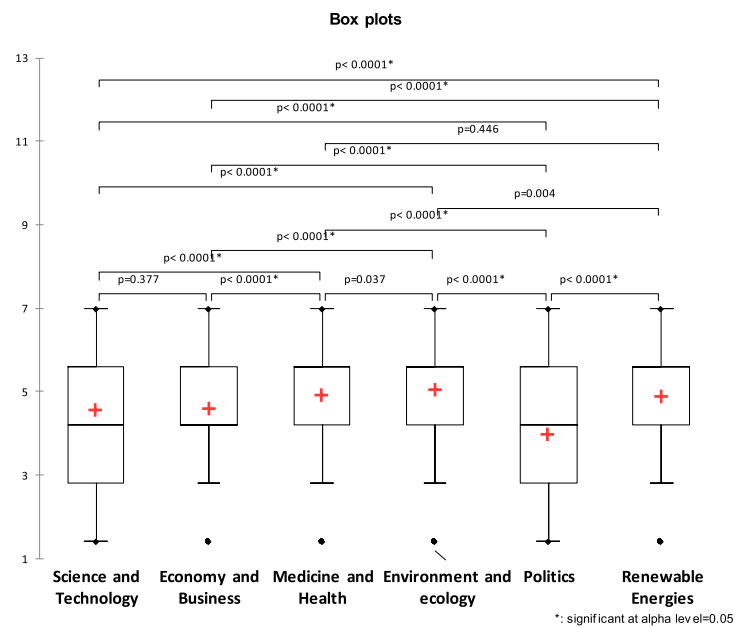 Box plots
13
p< 0.0001*
p< 0.0001*
p< 0.0001*
p=0.446
11
p< 0.0001*
p< 0.0001*
p=0.004
9
p< 0.0001*
p< 0.0001*
p< 0.0001*
p=0.377 p< 0.0001* p=0.037 p< 0.0001* p< 0.0001*
7
5
3
1
Science and Economy and Medicine and Environment and Politics Renewable
Technology Business Health ecology Energies
*: significant at alpha level=0.05